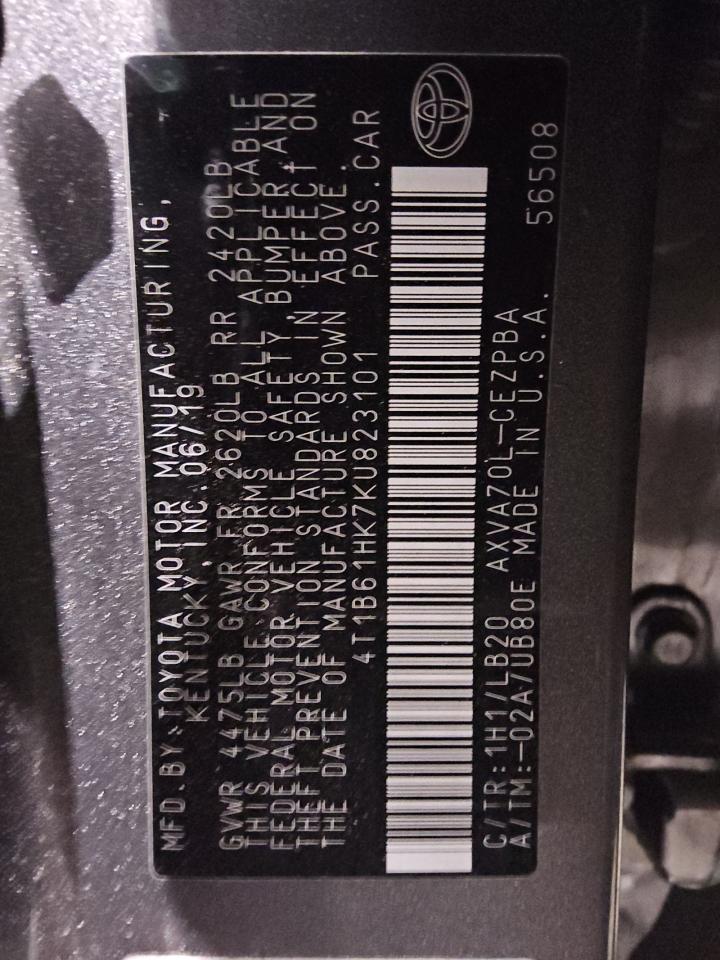 MFD.BY:TOYOTA MOTOR MANUFACTURING,
KENTUCKY, INC.06/19
GVWR 4475LB GAWR FR 2620LB RR 2420LB
THIS VEHICLE CONFORMS TO ALL APPLICABLE
FEDERAL MOTOR VEHICLE SAFETY, BUMPER AND
THEFT PREVENTION STANDARDS IN EFFECT ON
THE DATE OF MANUFACTURE SHOWN ABOVE.
4T1B61HK7KU823101 PASS.CAR
C/TR:1H1/LB20 AXVA70L-CEZPBA 56508
A/TM:-02A/UB80E MADE IN U.S.A.